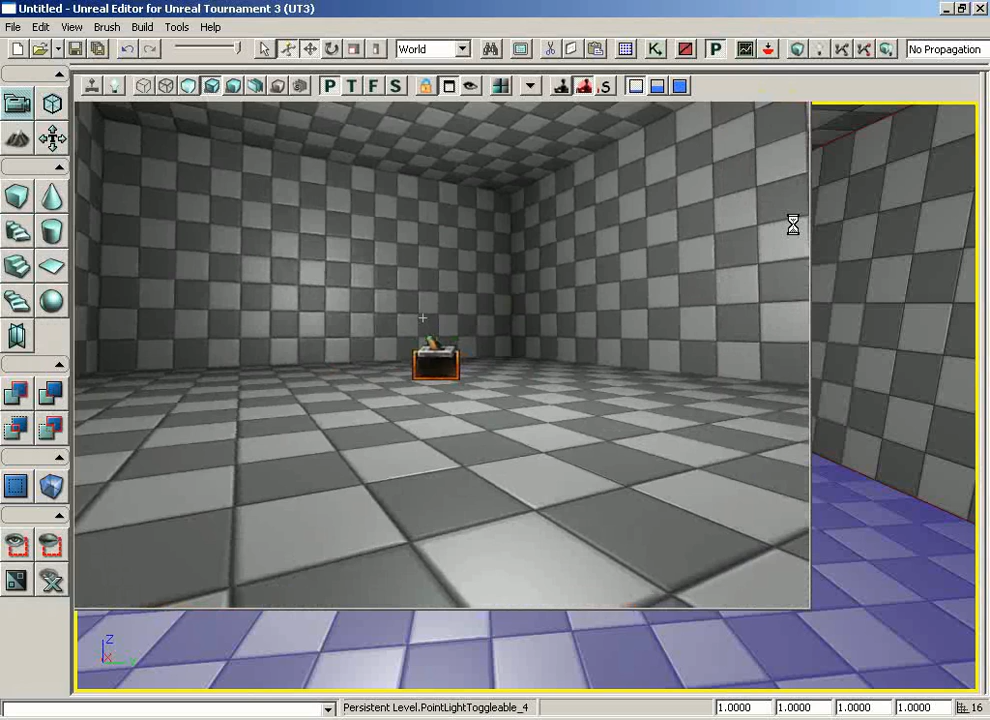 Untitled - Unreal Editor for Unreal Tournament 3 (UT3)
File Edit View Brush Build Tools Help
World P No Propagation
P T F S S
Z
X
Persistent Level.PointLightToggleable_4 1.0000 1.0000 1.0000 1.0000 16